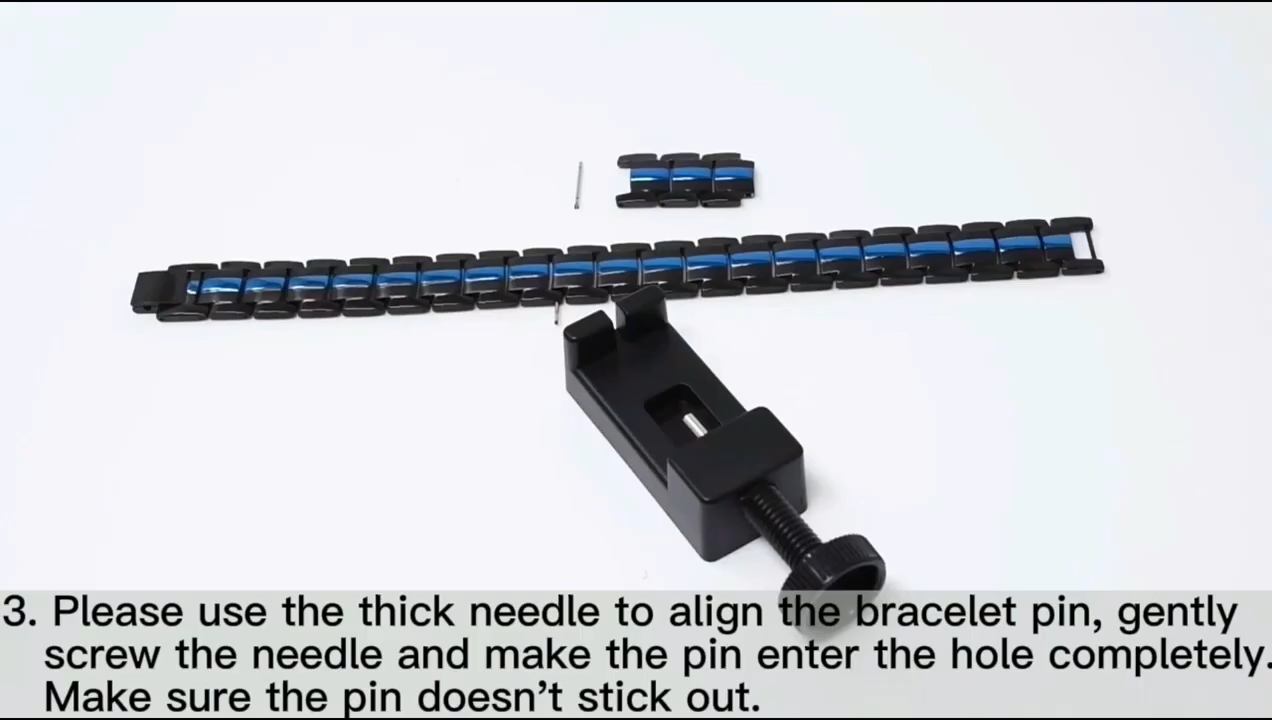 3. Please use the thick needle to align the bracelet pin, gently
screw the needle and make the pin enter the hole completely.
Make sure the pin doesn't stick out.